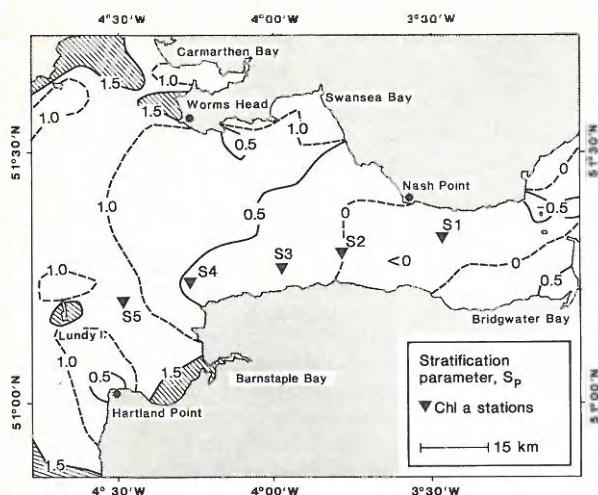 4°30'W 4°00'W 3°30'W
Carmarthen Bay
1.5
1.0
1.0
1.5
Worms Head
Swansea Bay
0.5
1.0
51°30'N
51°30'N
0
Nash Point
0.5
1.0
0.5
0
S1
S2
<0
0
S3
S4
1.0
0.5
S5
Bridgwater Bay
Lundy I:
1.0
1.5
Barnstaple Bay
0.5
Hartland Point
51°00'N
51°00'N
1.5
Stratification
parameter, Sp
Chl a stations
15 km
4°30'W 4°00'W 3°30'W